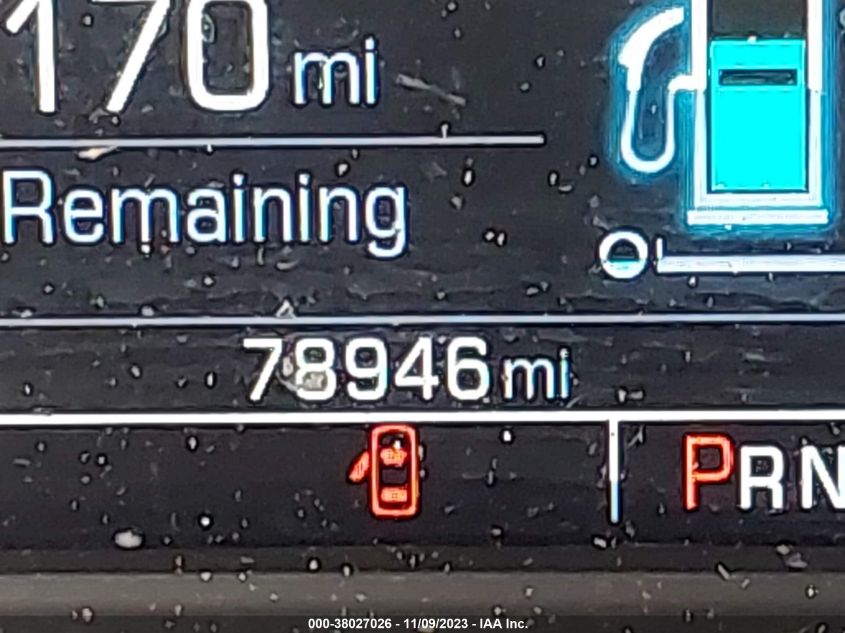 170 mi
Remaining
78946 mi
PRN
000-38027026 - 11/09/2023 - IAA Inc.